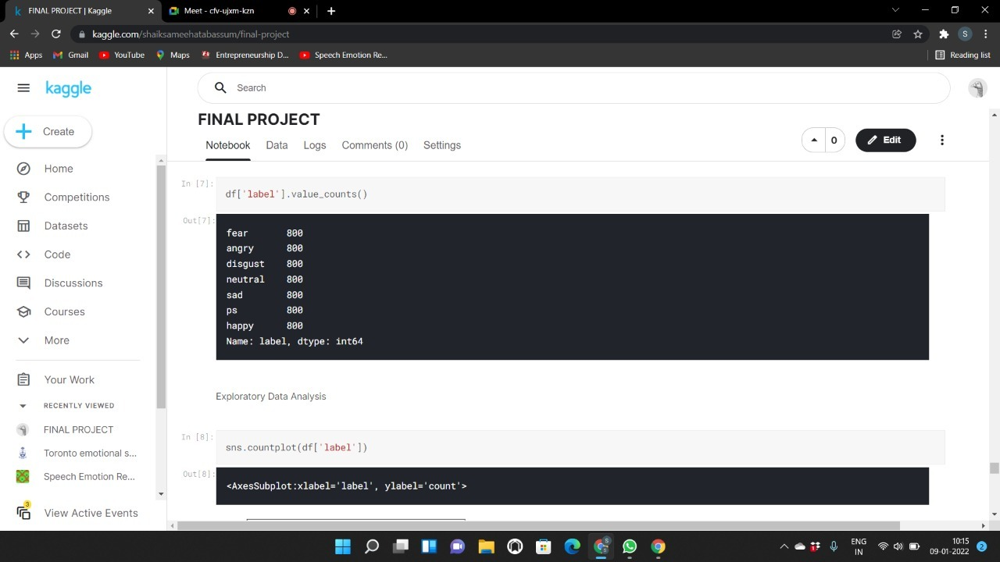 FINAL PROJECT | Kaggle
Meet - cfv-ujxm-kzn
kaggle.com/shaiksameehatabassum/final-project
S
Apps
Gmail
YouTube
Maps
Entrepreneurship D...
Speech Emotion Re...
Reading list
kaggle
Search
Create
FINAL PROJECT
Notebook
Data
Logs
Comments (0)
Settings
0
Edit
Home
Competitions
Datasets
Code
Discussions
Courses
More
Your Work
RECENTLY VIEWED
FINAL PROJECT
Toronto emotional s...
Speech Emotion Re...
3
View Active Events
In [7]:
df['label'].value_counts()
Out[7]:
fear 800
angry 800
disgust 800
neutral 800
sad 800
ps 800
happy 800
Name: label, dtype: int64
Exploratory Data Analysis
In [8]:
sns.countplot(df['label'])
Out[8]:
<AxesSubplot:xlabel='label', ylabel='count'>
S
ENG
IN
10:15
09-01-2022
2